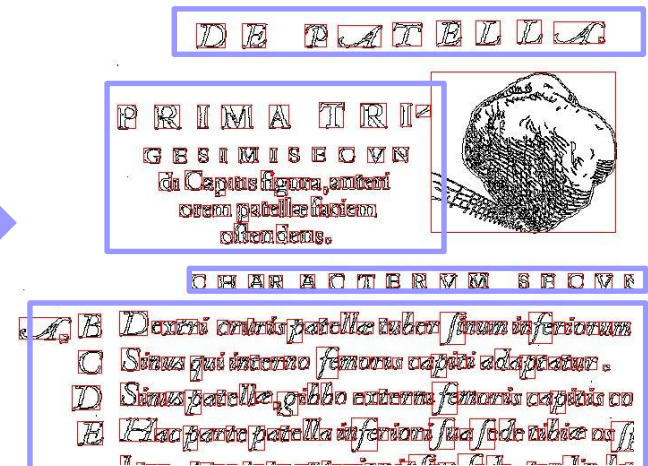 DE PATELLA.
PRIMA TRI-
GESIMISECVN
di Capitis figura, anteri
orem patellæ faciem
ostendens.
CHARACTERVM SECVN
A, B Dextri cruris patellæ tuber sinum inferiorum
C Sinus qui interno femoris capiti adaptatur.
D Sinus patellæ, gibbo externi femoris capitis co
E Hac parte patella inferiori sua sede tibiæ os